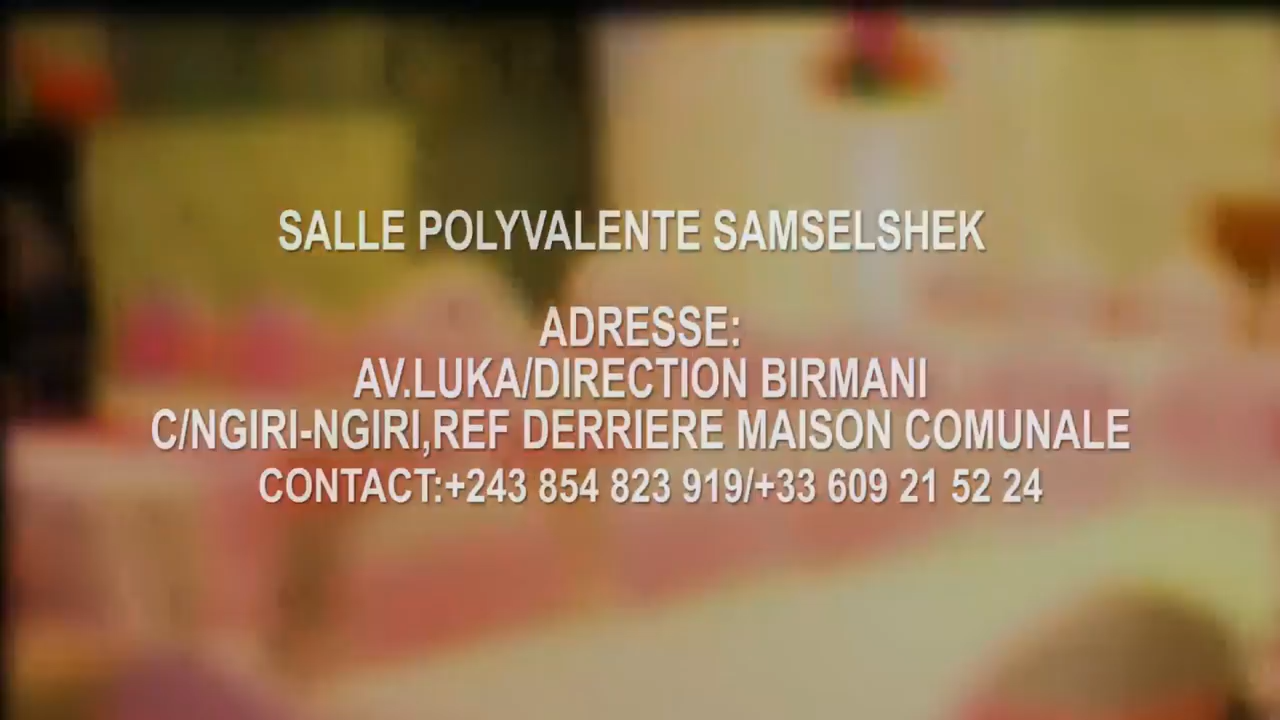 SALLE POLYVALENTE SAMSELSHEK
ADRESSE:
AV.LUKA/DIRECTION BIRMANI
C/NGIRI-NGIRI,REF DERRIERE MAISON COMUNALE
CONTACT:+243 854 823 919/+33 609 21 52 24